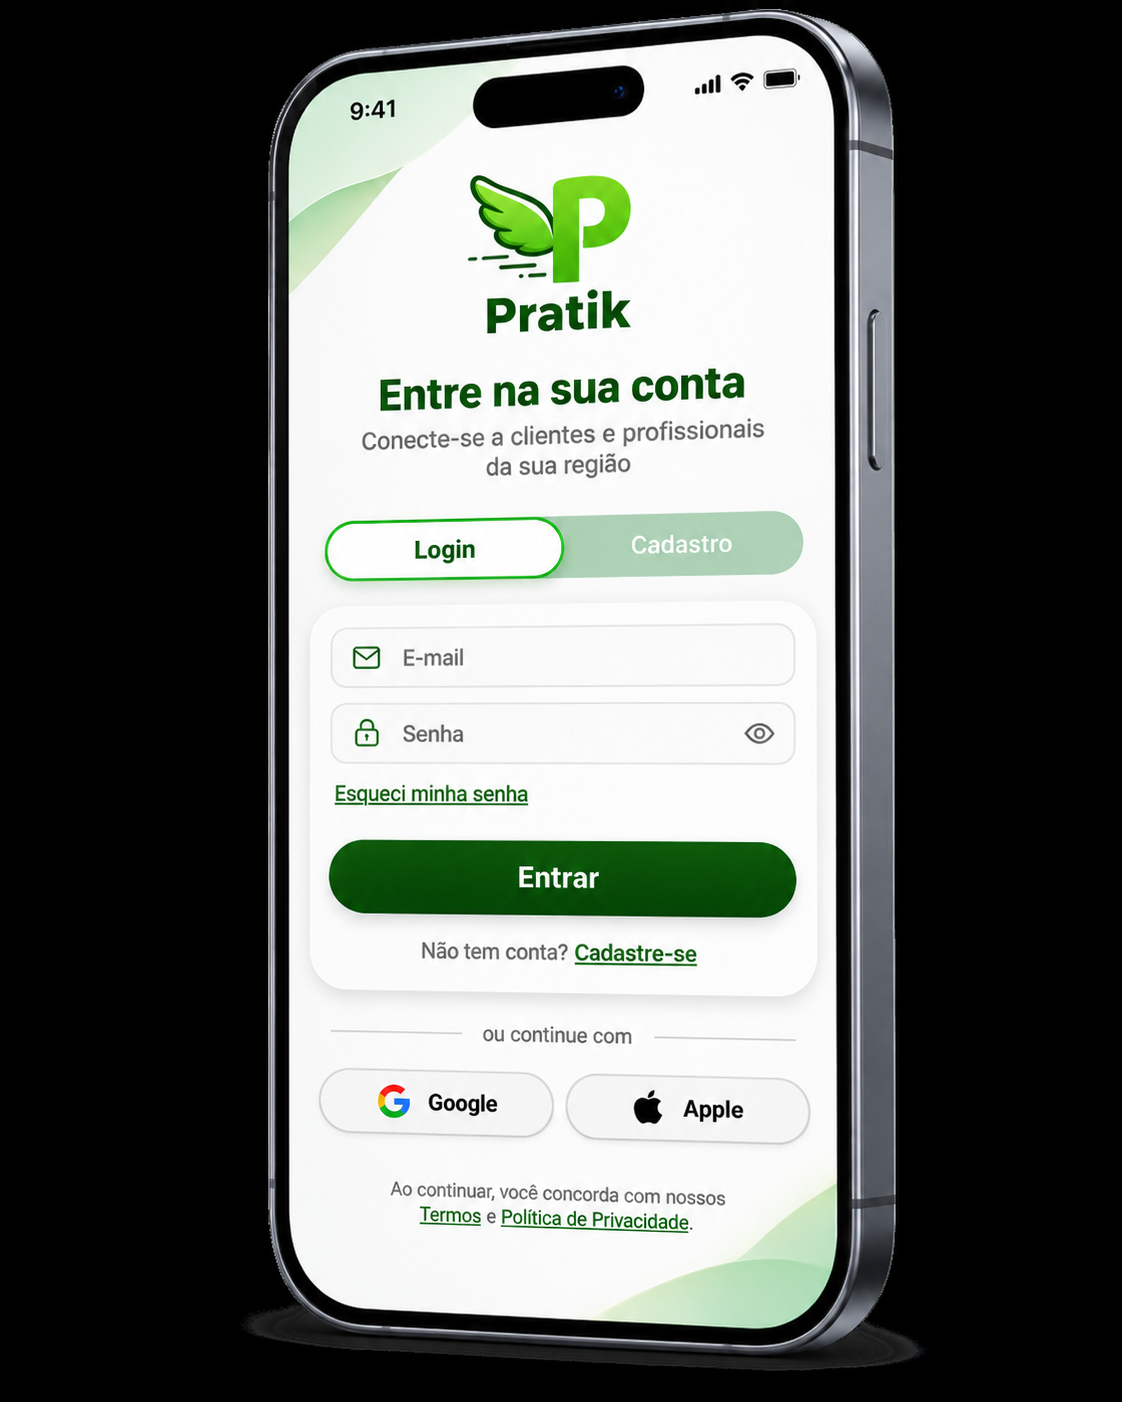 9:41
P
Pratik
Entre na sua conta
Conecte-se a clientes e profissionais
da sua região
Login
Cadastro
E-mail
Senha
Esqueci minha senha
Entrar
Não tem conta? Cadastre-se
ou continue com
Google
Apple
Ao continuar, você concorda com nossos
Termos e Política de Privacidade.